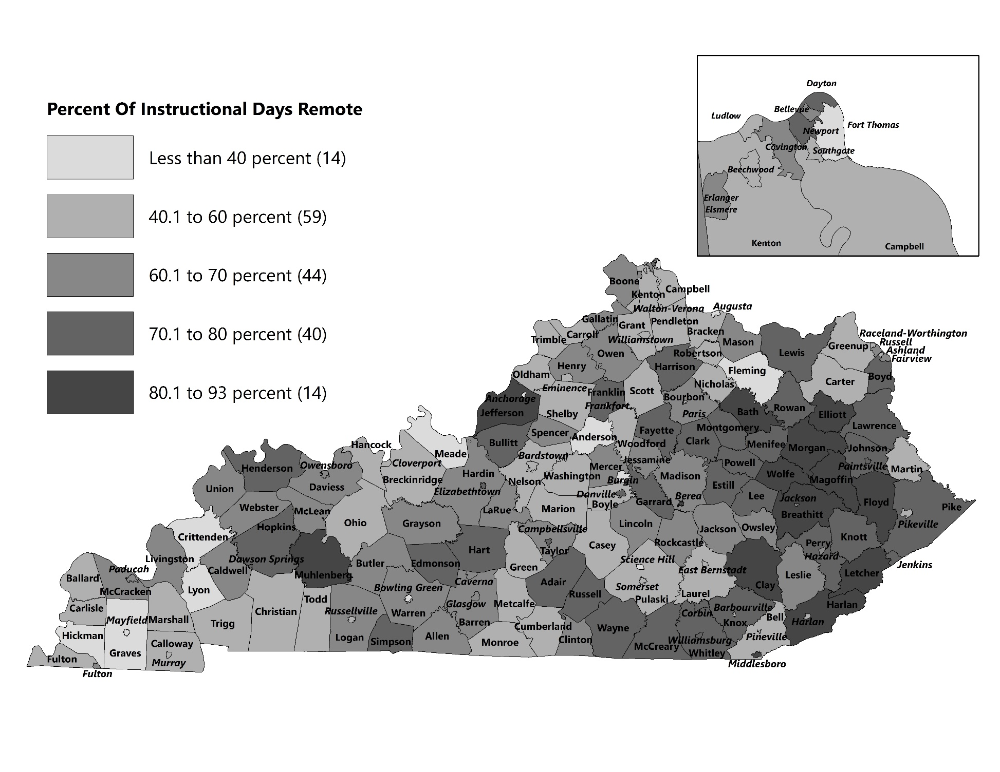 Percent Of Instructional Days Remote
Less than 40 percent (14)
40.1 to 60 percent (59)
60.1 to 70 percent (44)
70.1 to 80 percent (40)
80.1 to 93 percent (14)
Dayton
Bellevue
Ludlow
Fort Thomas
Newport
Covington
Southgate
Beechwood
Erlanger
Elsmere
Kenton
Campbell
Boone
Kenton
Campbell
Walton-Verona
Augusta
Gallatin
Grant
Pendleton
Bracken
Trimble
Carroll
Williamstown
Mason
Raceland-Worthington
Russell
Ashland
Fairview
Greenup
Owen
Robertson
Lewis
Henry
Harrison
Fleming
Oldham
Boyd
Carter
Nicholas
Eminence
Franklin
Scott
Bourbon
Anchorage
Jefferson
Frankfort
Shelby
Paris
Bath
Rowan
Elliott
Spencer
Fayette
Montgomery
Lawrence
Anderson
Bullitt
Woodford
Clark
Menifee
Morgan
Johnson
Hancock
Meade
Bardstown
Jessamine
Cloverport
Powell
Paintsville
Martin
Henderson
Owensboro
Mercer
Hardin
Washington
Burgin
Madison
Wolfe
Magoffin
Union
Daviess
Breckinridge
Nelson
Estill
Elizabethtown
Danville
Berea
Lee
Jackson
Floyd
Boyle
Garrard
Webster
McLean
LaRue
Marion
Breathitt
Pike
Hopkins
Ohio
Grayson
Campbellsville
Lincoln
Jackson
Owsley
Pikeville
Crittenden
Rockcastle
Perry
Knott
Casey
Hart
Taylor
Hazard
Livingston
Dawson Springs
Butler
Edmonson
Science Hill
Jenkins
Paducah
Caldwell
Green
East Bernstadt
Letcher
Ballard
Muhlenberg
Leslie
McCracken
Lyon
Bowling Green
Caverna
Adair
Somerset
Clay
Russell
Laurel
Pulaski
Carlisle
Todd
Glasgow
Metcalfe
Harlan
Christian
Russellville
Warren
Corbin
Barbourville
Bell
Mayfield
Marshall
Trigg
Barren
Cumberland
Wayne
Knox
Harlan
Hickman
Logan
Simpson
Allen
Monroe
Clinton
McCreary
Williamsburg
Pineville
Calloway
Graves
Whitley
Fulton
Murray
Middlesboro
Fulton